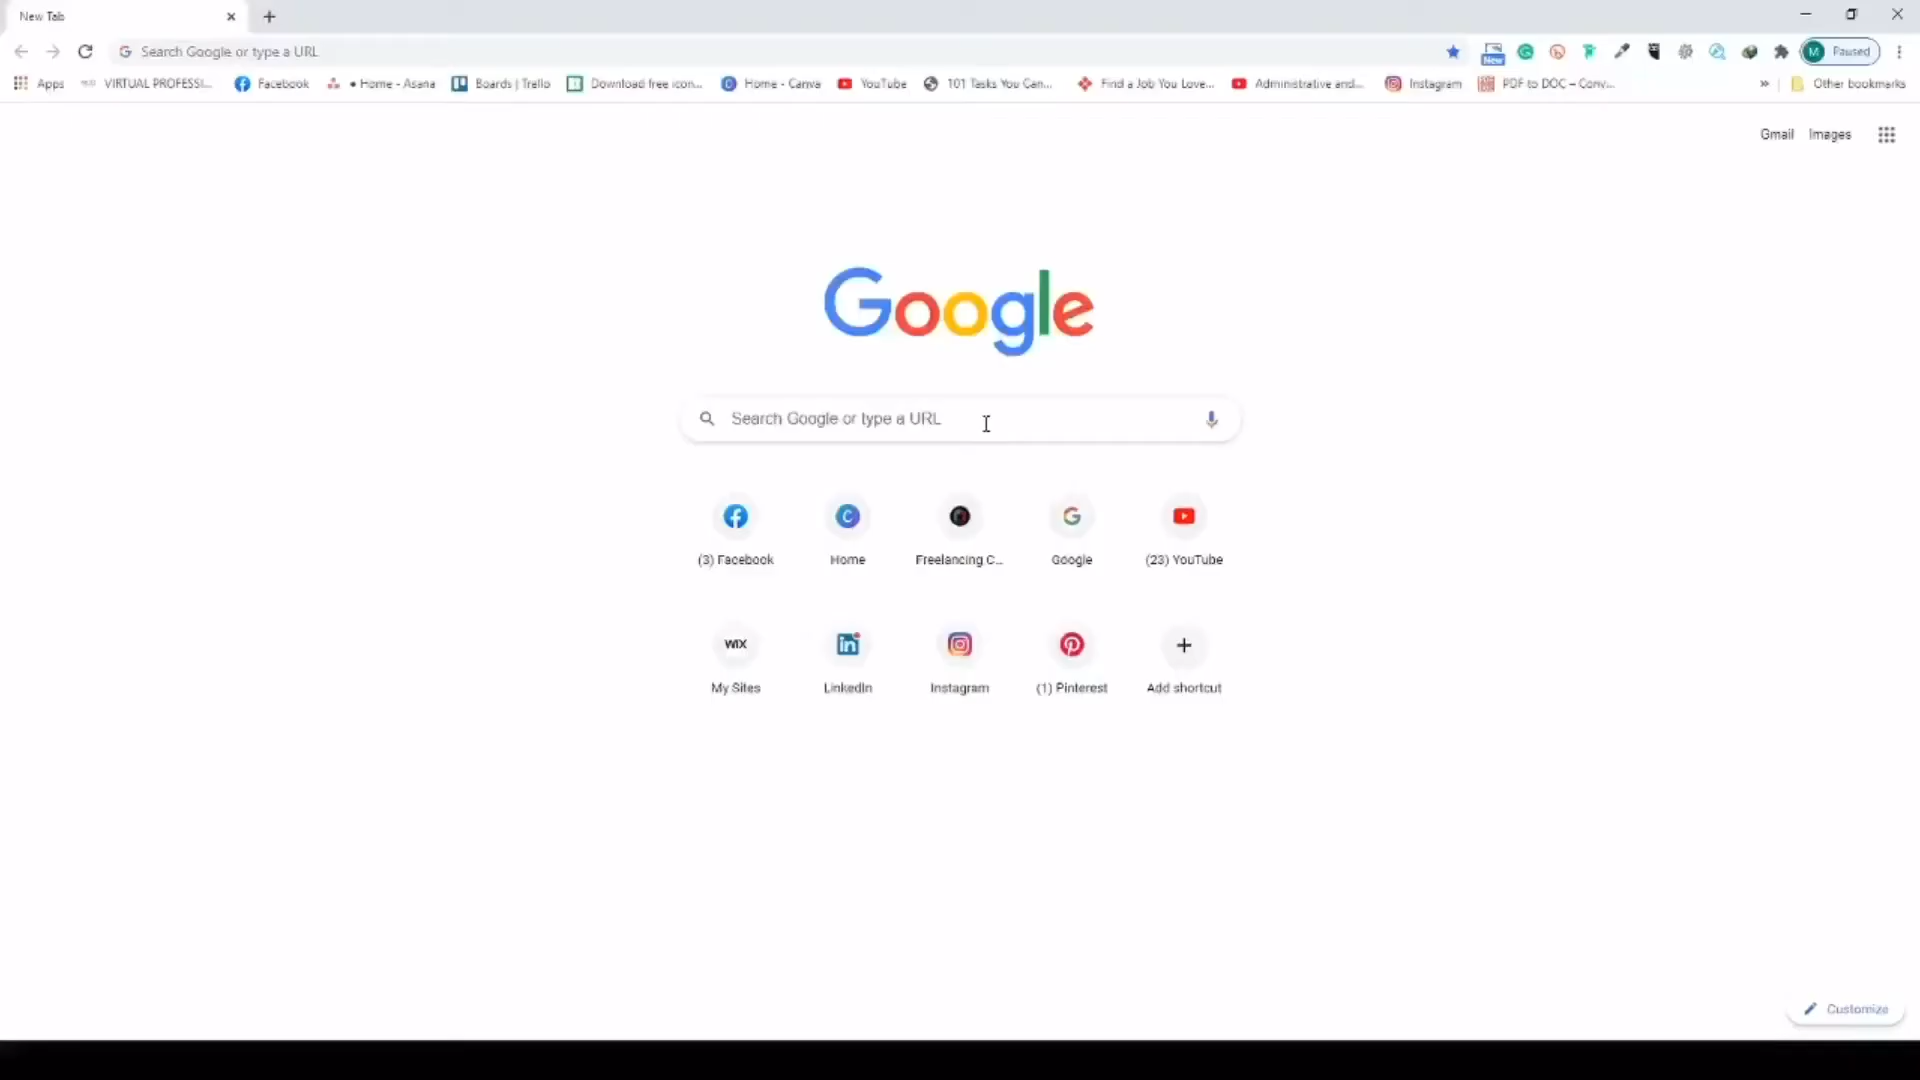 New Tab
Search Google or type a URL
New
M Paused
Apps VIRTUAL PROFESSI... Facebook • Home - Asana Boards | Trello Download free icon... Home - Canva YouTube 101 Tasks You Can... Find a Job You Love... Administrative and... Instagram PDF to DOC – Conv... » Other bookmarks
Gmail Images
Google
Search Google or type a URL
(3) Facebook Home Freelancing C... Google (23) YouTube
WIX
My Sites LinkedIn Instagram (1) Pinterest Add shortcut
Customize